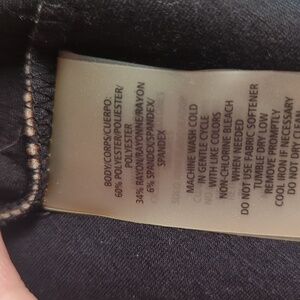 BODY/CORPS/CUERPO:
60% POLYESTER/POLYESTER/
POLYESTER
34% RAYON/RAYONNE/RAYON
6% SPANDEX/SPANDEX/
SPANDEX
MACHINE WASH COLD
IN GENTLE CYCLE
WITH LIKE COLORS
NON-CHLORINE BLEACH
WHEN NEEDED
DO NOT USE FABRIC SOFTENER
TUMBLE DRY LOW
REMOVE PROMPTLY
COOL IRON IF NECESSARY
DO NOT DRY CLEAN